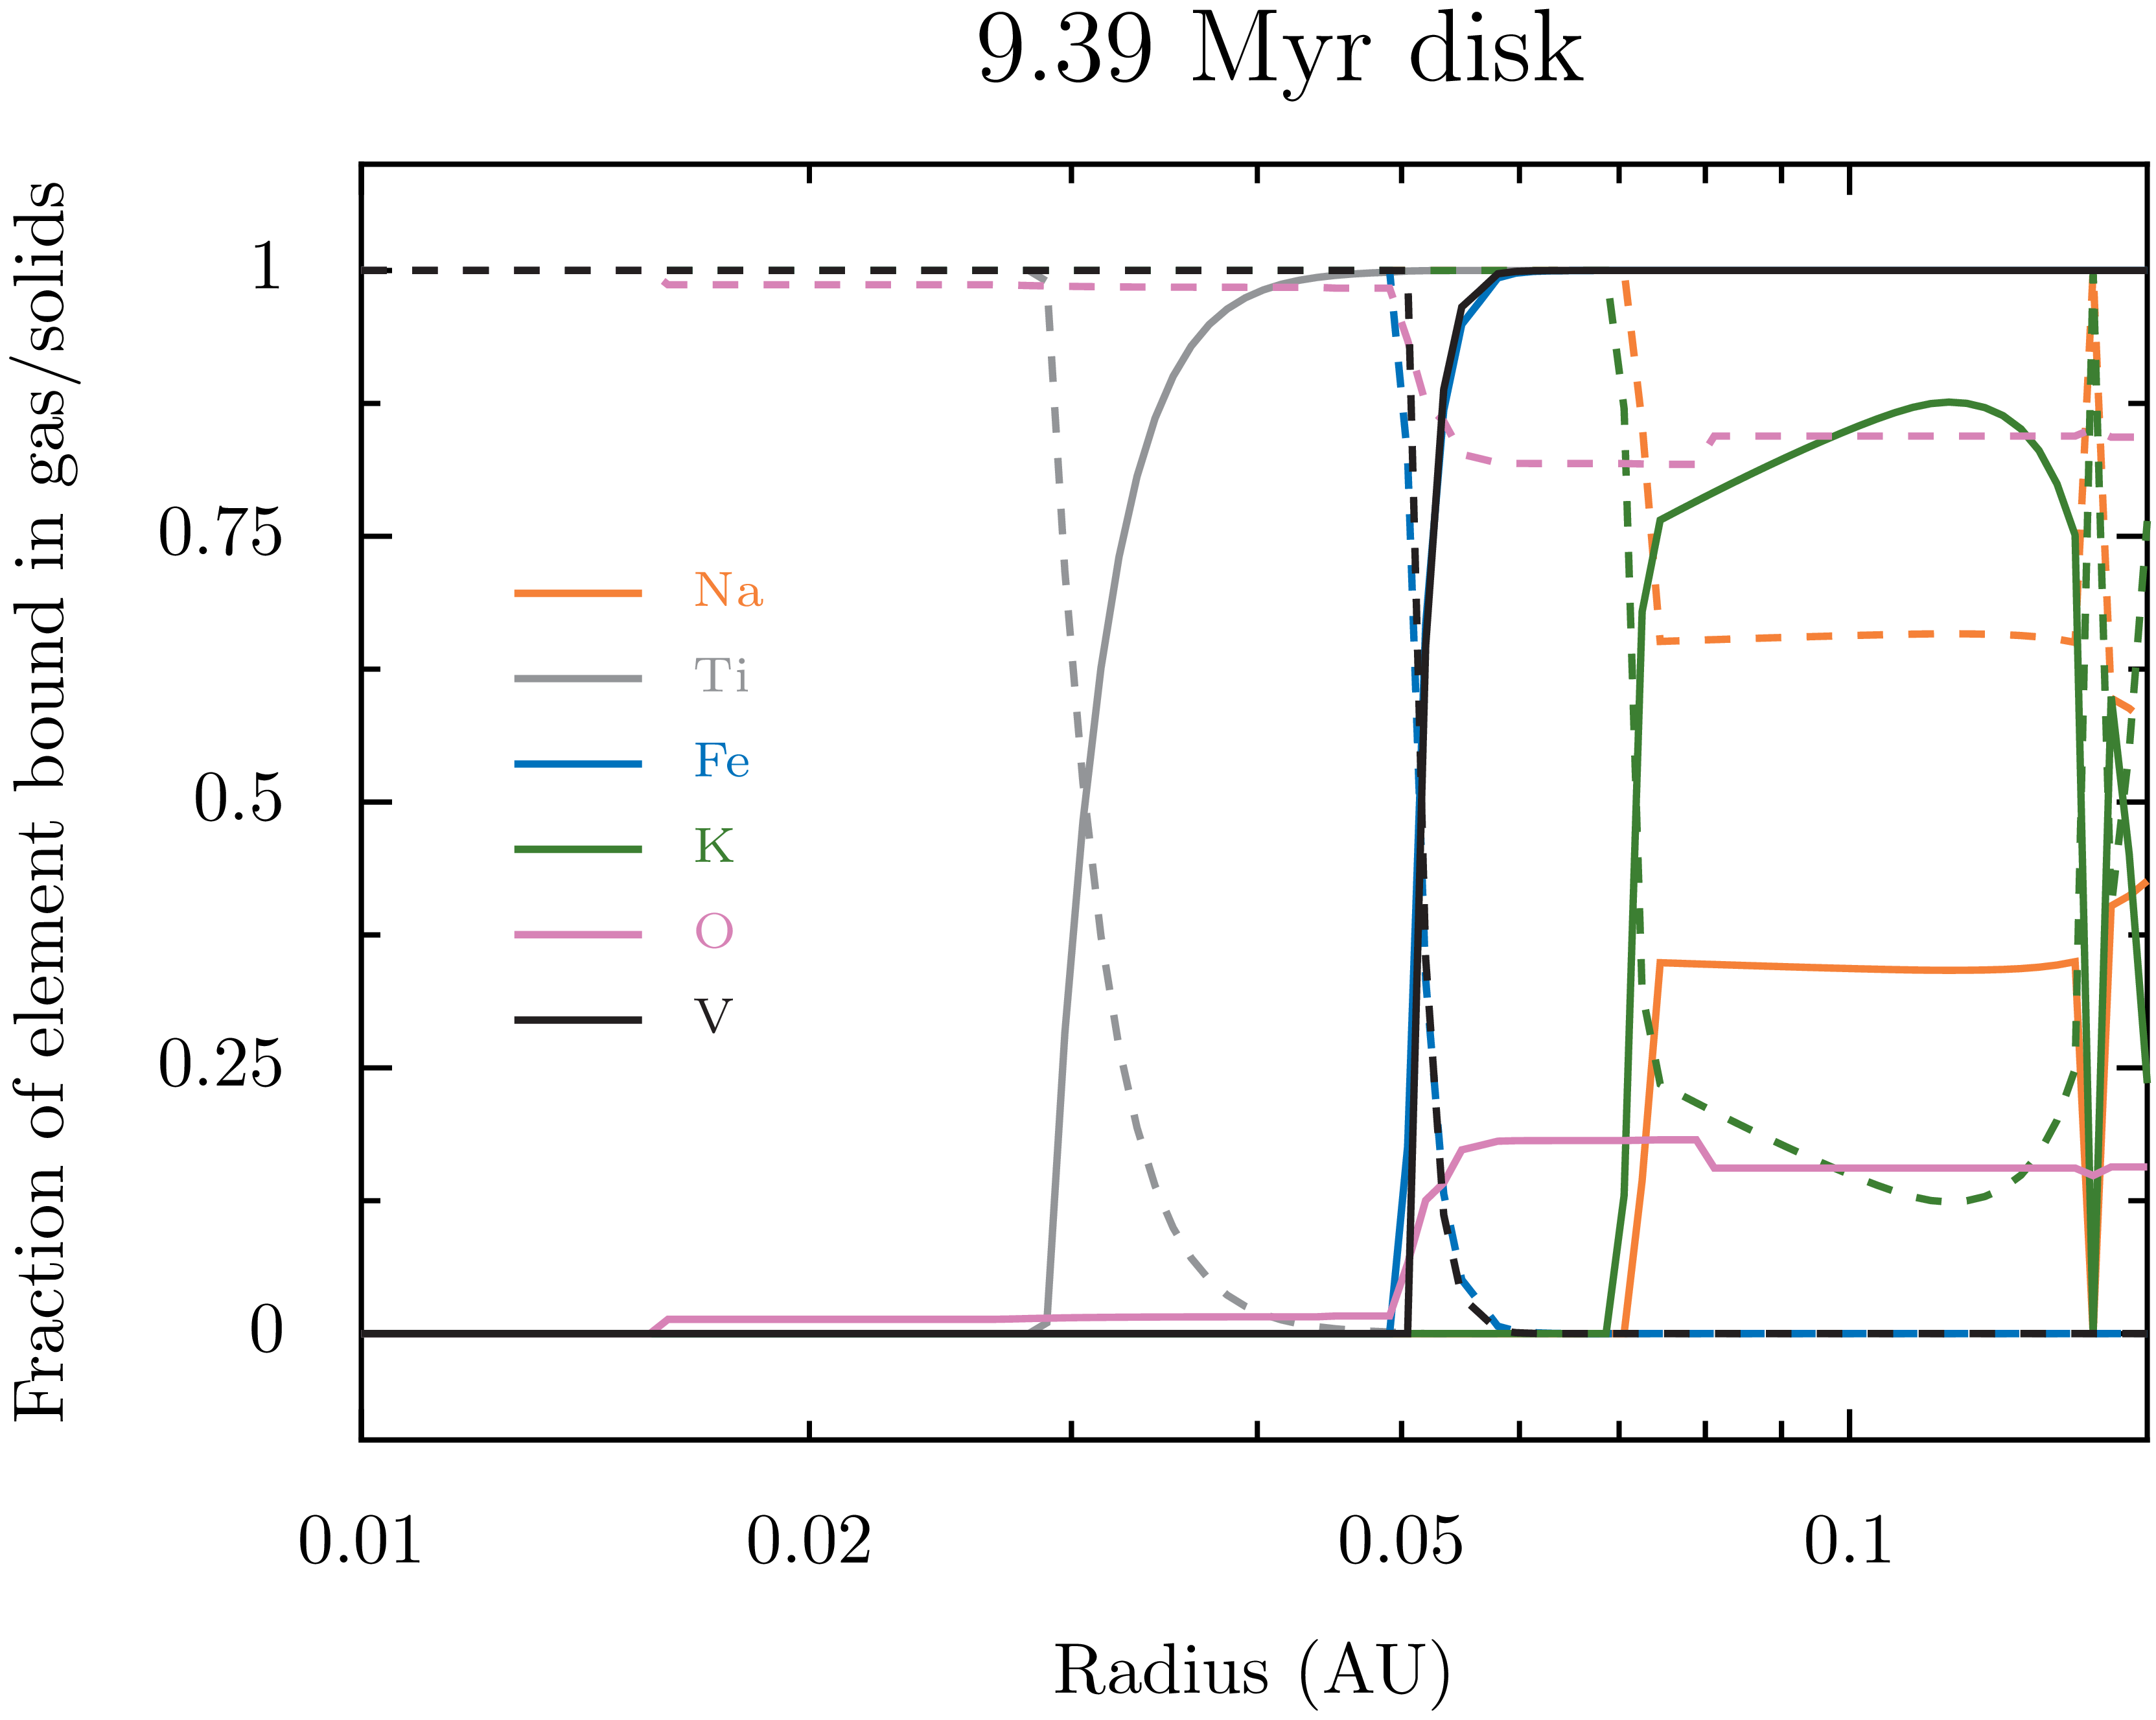 9.39 Myr disk
Fraction of element bound in gas/solids
1
0.75
0.5
0.25
0
Na
Ti
Fe
K
O
V
0.01
0.02
0.05
0.1
Radius (AU)